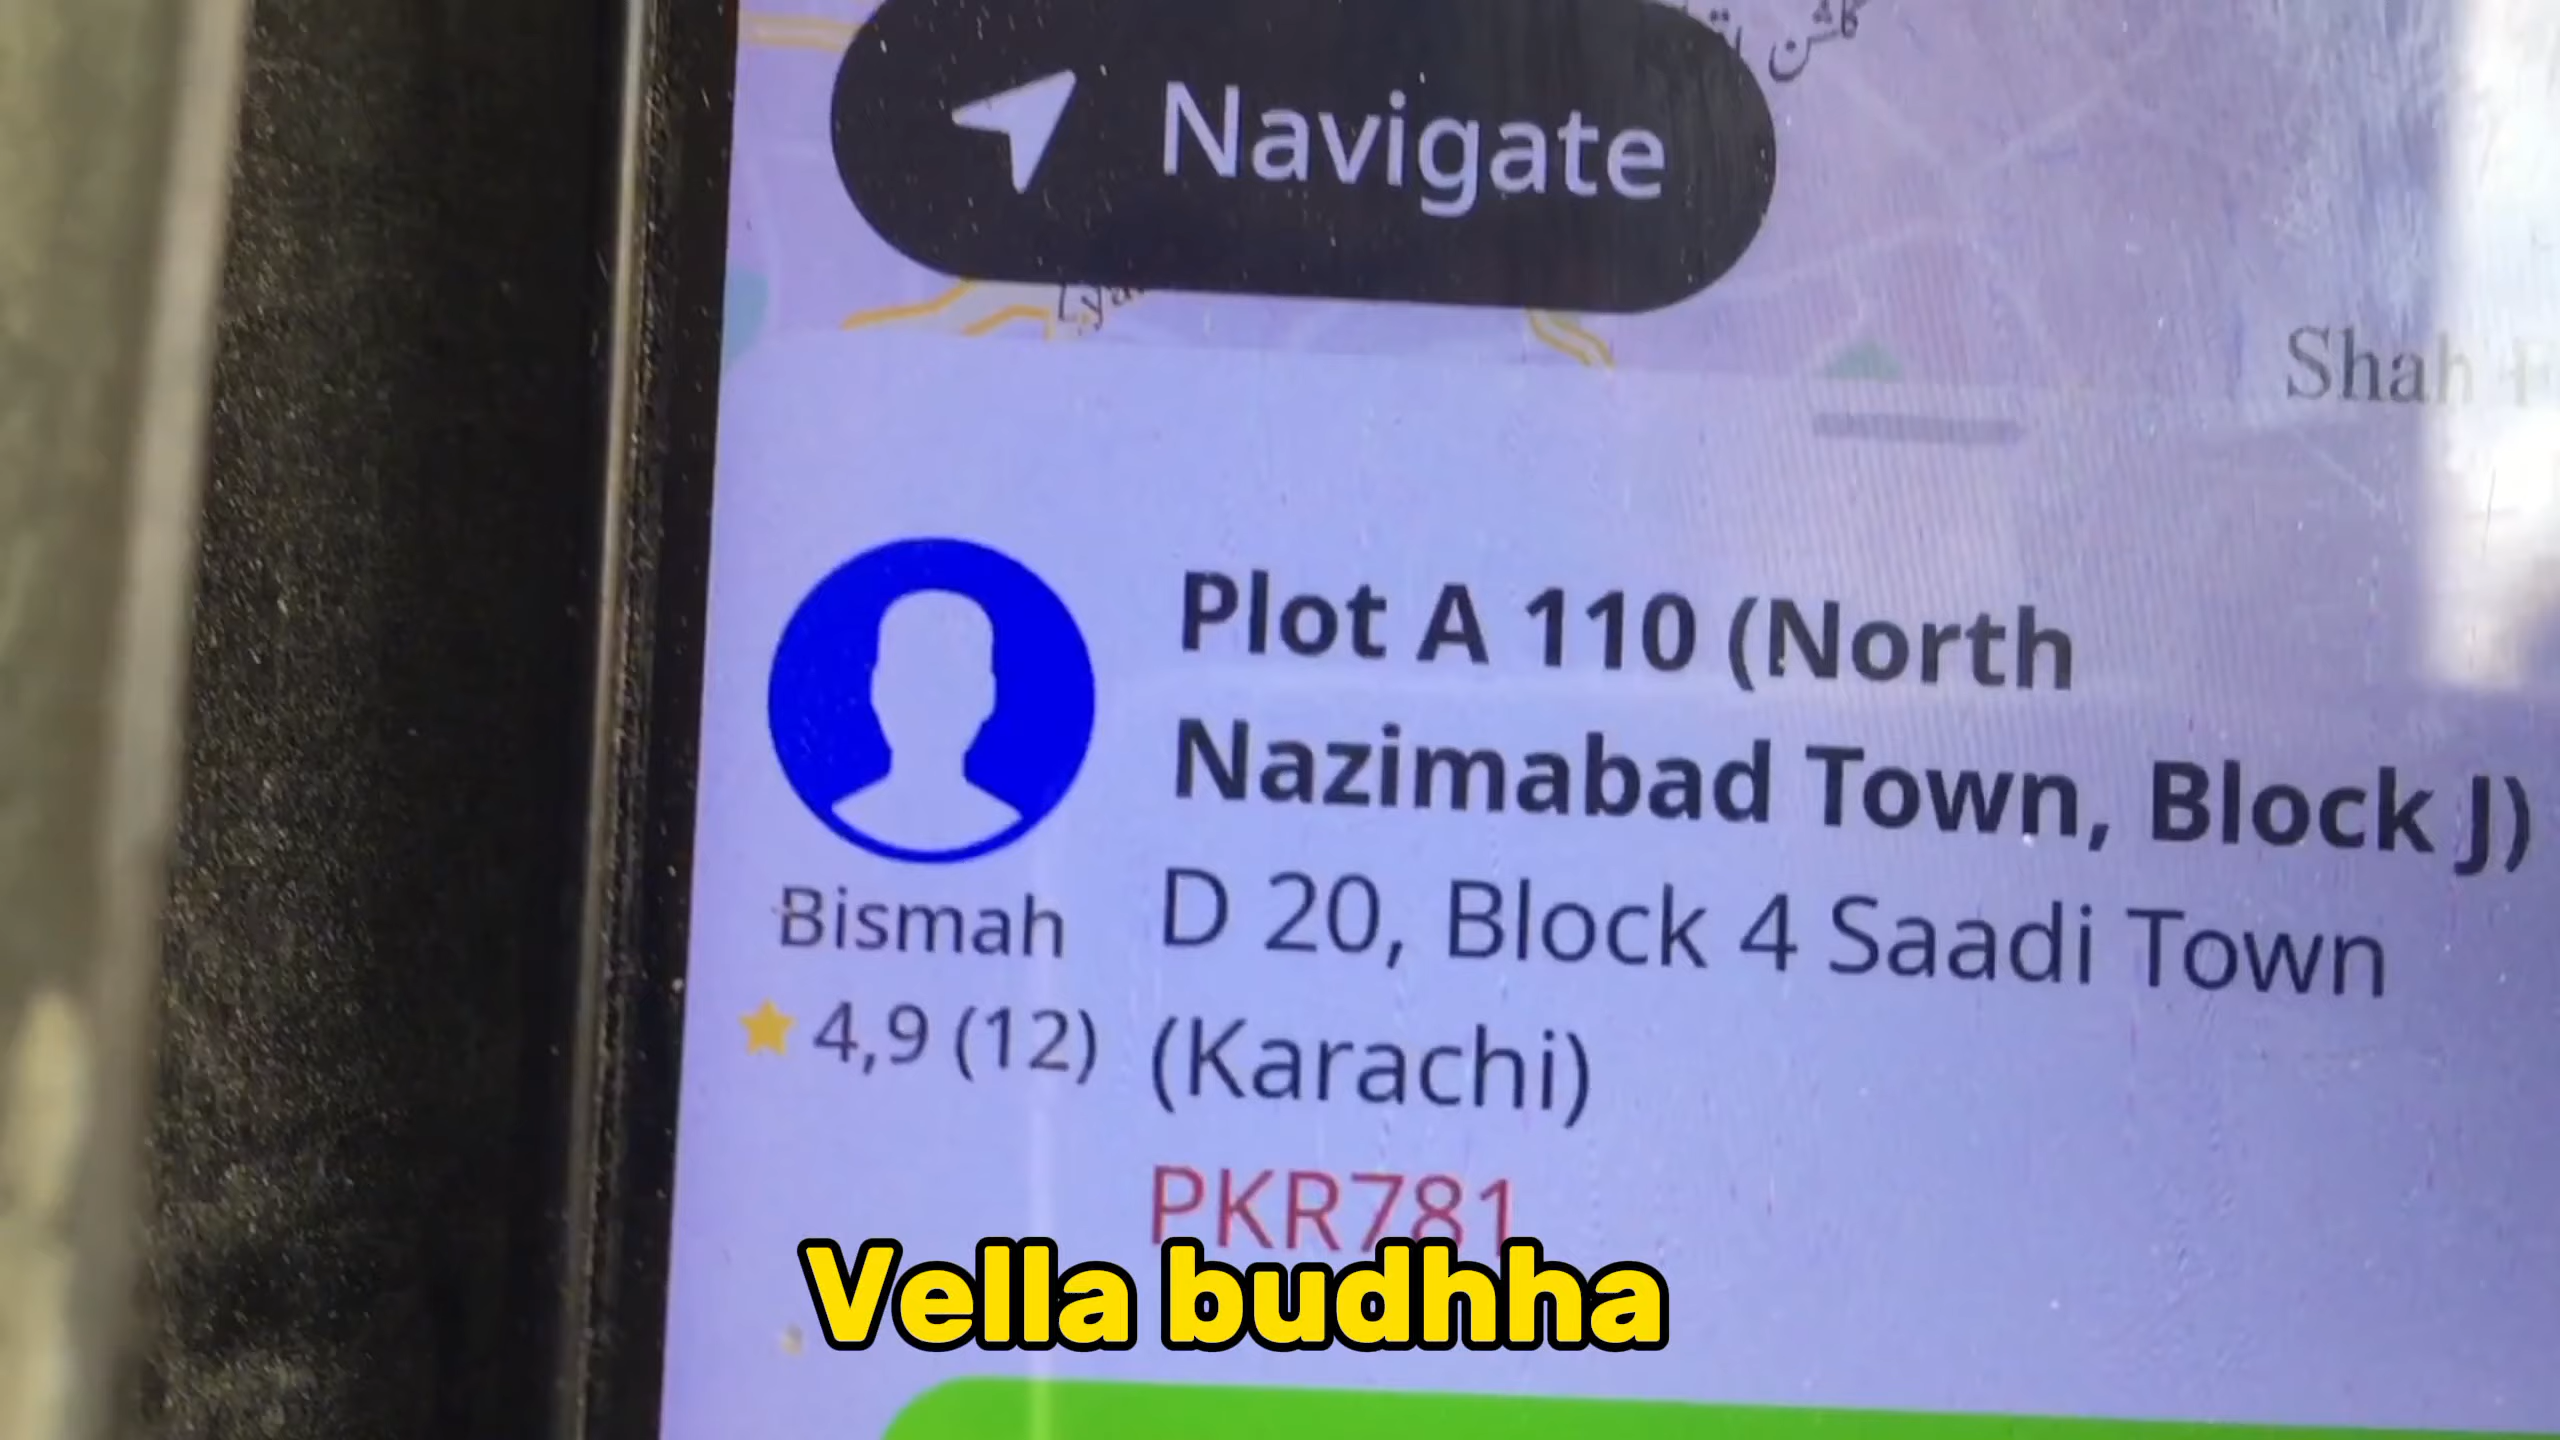 Navigate
Shah
Plot A 110 (North
Nazimabad Town, Block J)
D 20, Block 4 Saadi Town
(Karachi)
Bismah
4,9 (12)
PKR781
Vella budhha